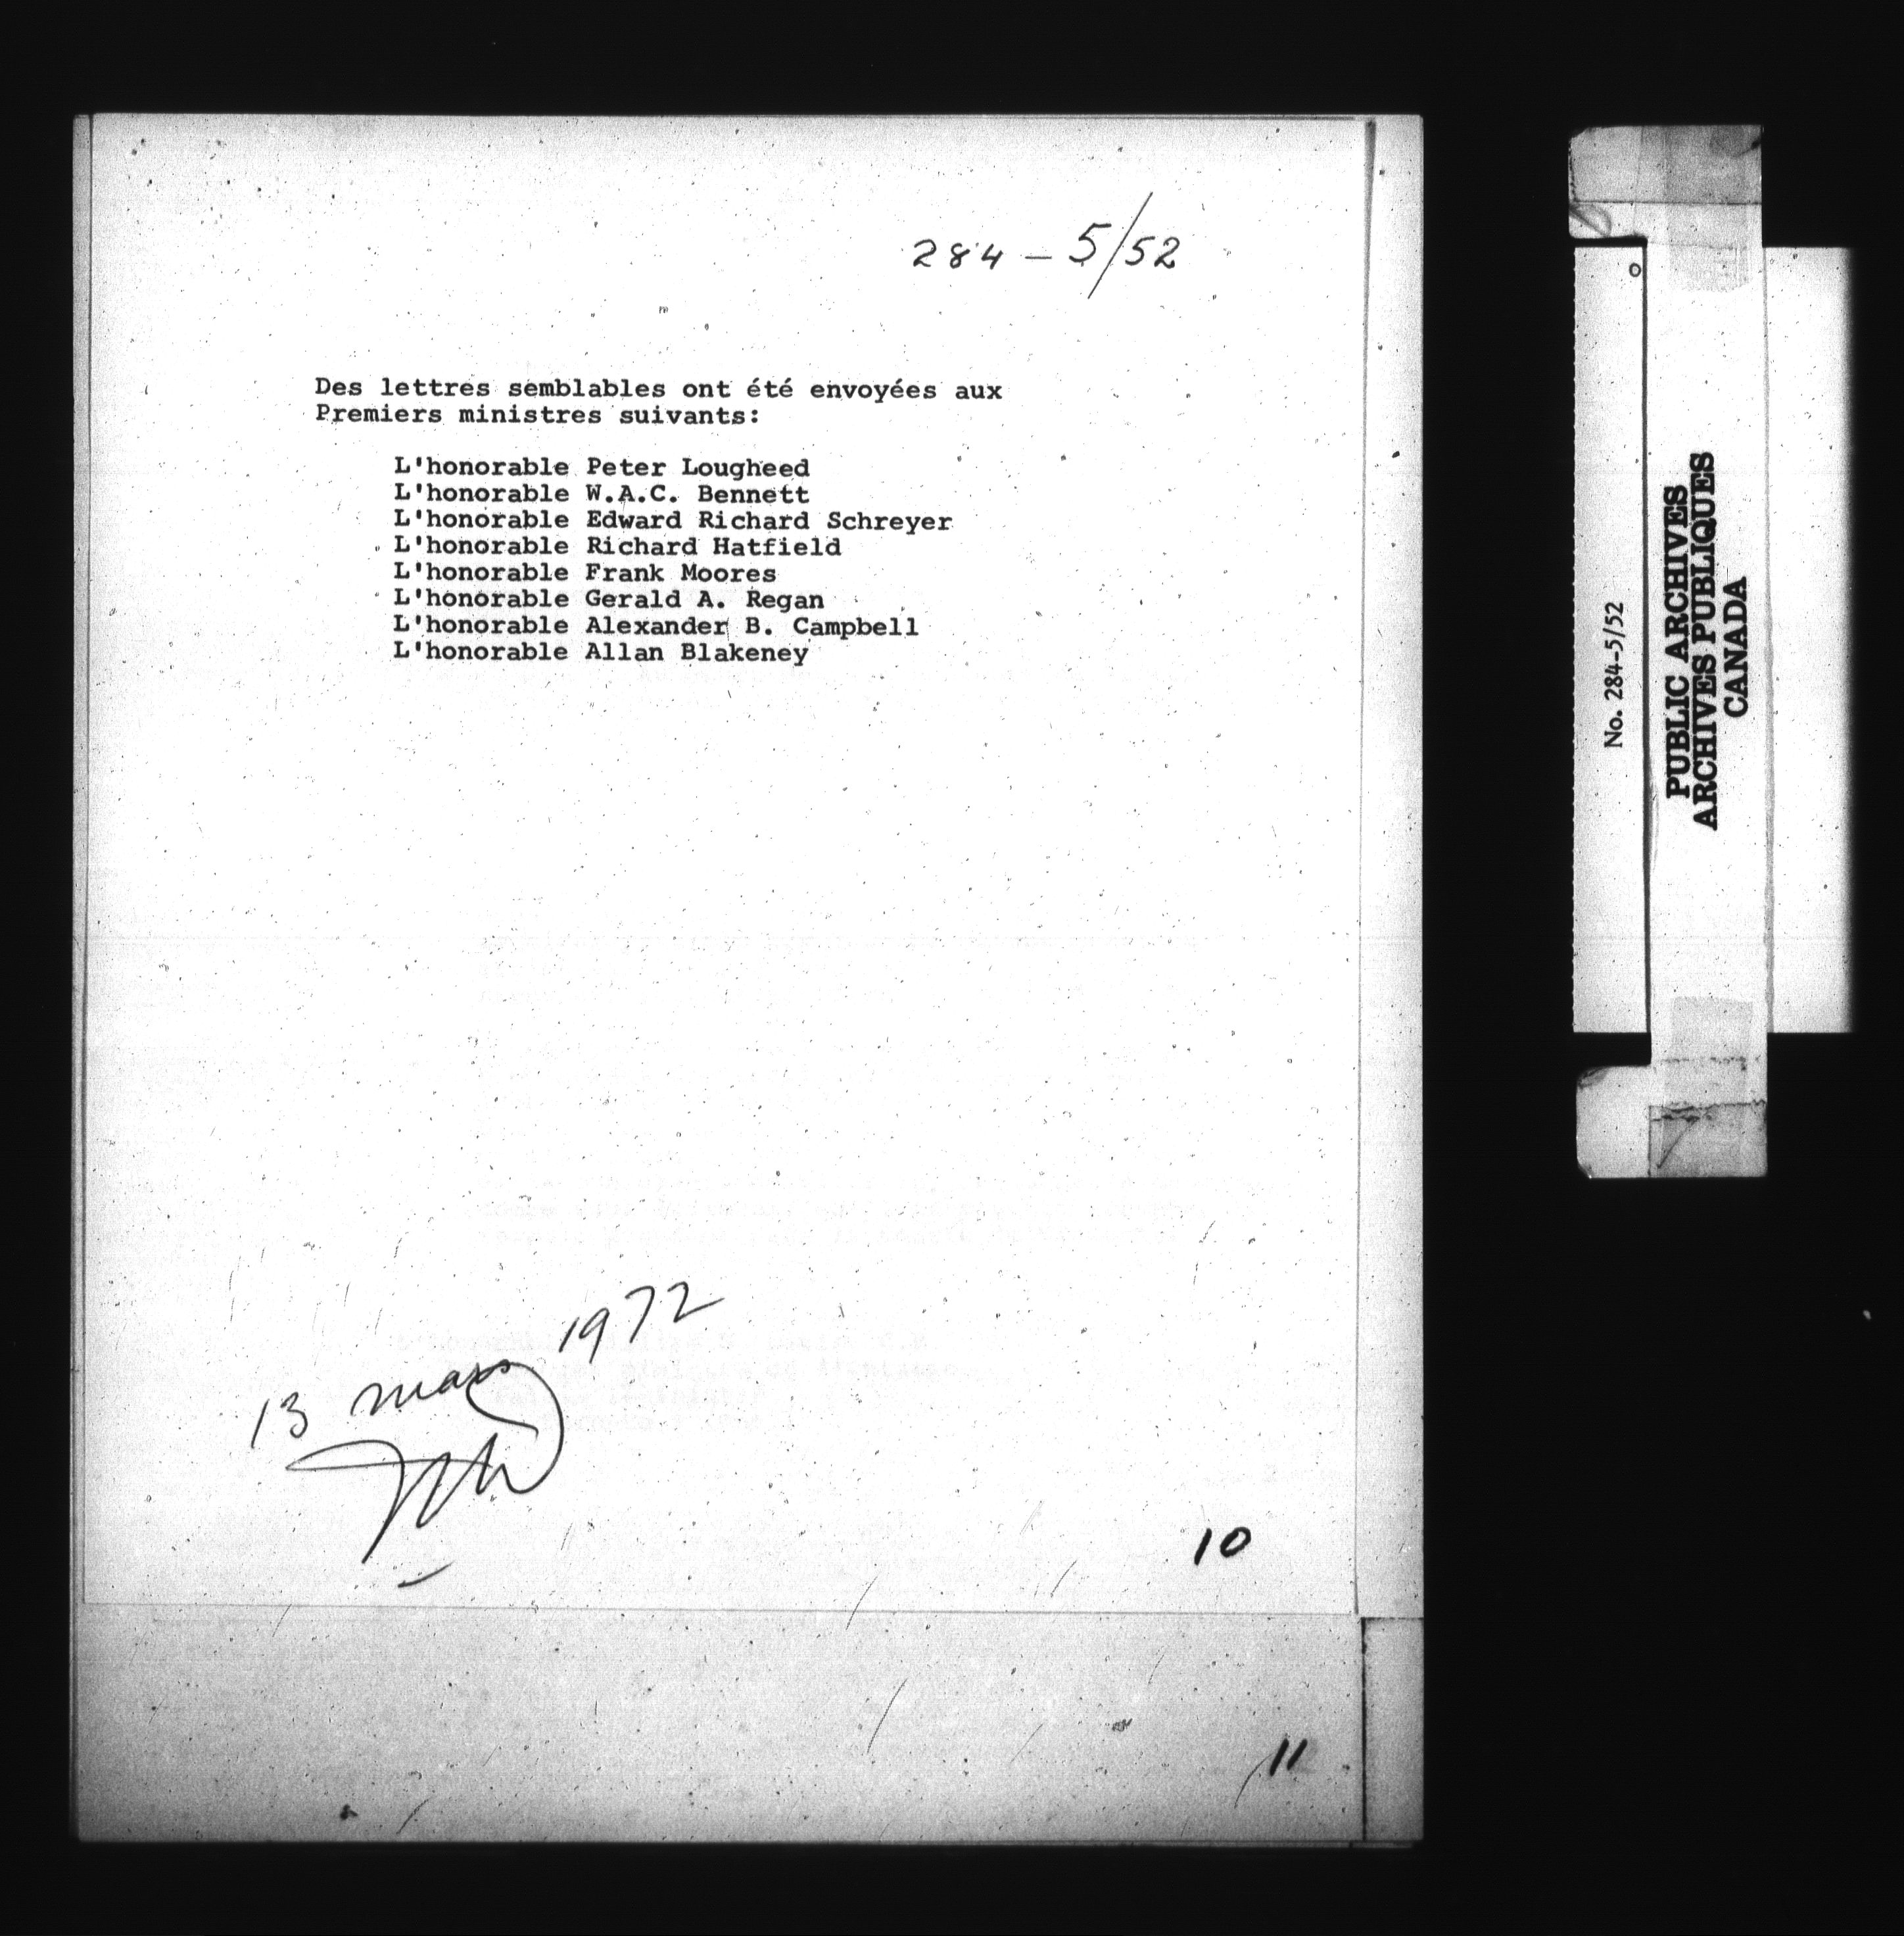 284 - 5/52
Des lettres semblables ont été envoyées aux
Premiers ministres suivants:
L'honorable Peter Lougheed
L'honorable W.A.C. Bennett
L'honorable Edward Richard Schreyer
L'honorable Richard Hatfield
L'honorable Frank Moores
L'honorable Gerald A. Regan
L'honorable Alexander B. Campbell
L'honorable Allan Blakeney
13 mars 1972
10
11
No. 284-5/52
PUBLIC ARCHIVES
ARCHIVES PUBLIQUES
CANADA